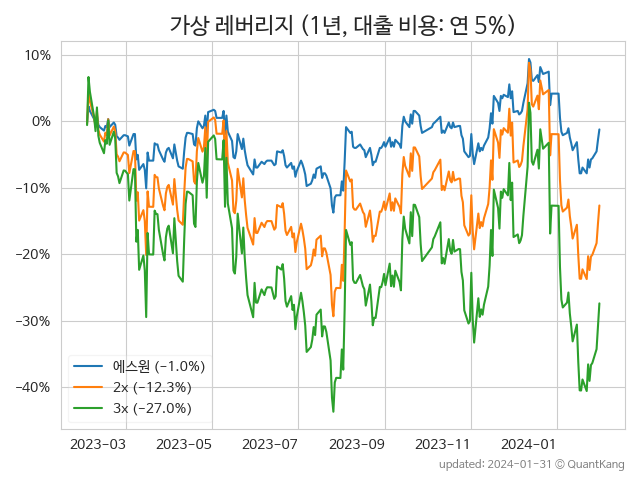 가상 레버리지 (1년, 대출 비용: 연 5%)
10%
0%
−10%
−20%
−30%
−40%
에스원 (−1.0%)
2x (−12.3%)
3x (−27.0%)
2023-03 2023-05 2023-07 2023-09 2023-11 2024-01
updated: 2024-01-31 © QuantKang